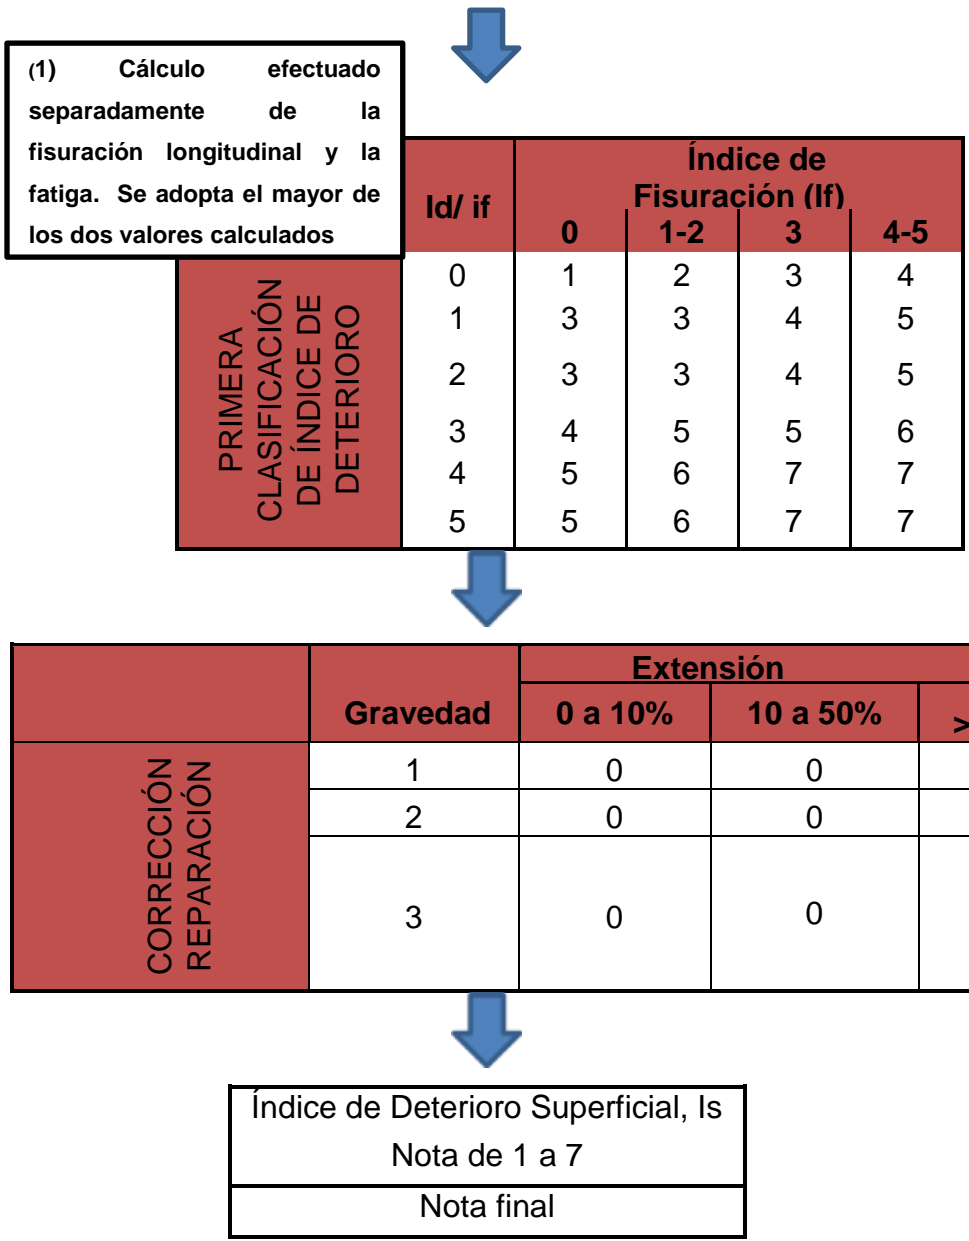 (1) Cálculo efectuado
separadamente de la
fisuración longitudinal y la
fatiga. Se adopta el mayor de
los dos valores calculados
Id/ if
Índice de
Fisuración (If)
0 1-2 3 4-5
PRIMERA
CLASIFICACIÓN
DE ÍNDICE DE
DETERIORO
0 1 2 3 4
1 3 3 4 5
2 3 3 4 5
3 4 5 5 6
4 5 6 7 7
5 5 6 7 7
Gravedad
Extensión
0 a 10% 10 a 50% >
CORRECCIÓN
REPARACIÓN
1 0 0
2 0 0
3 0 0
Índice de Deterioro Superficial, Is
Nota de 1 a 7
Nota final